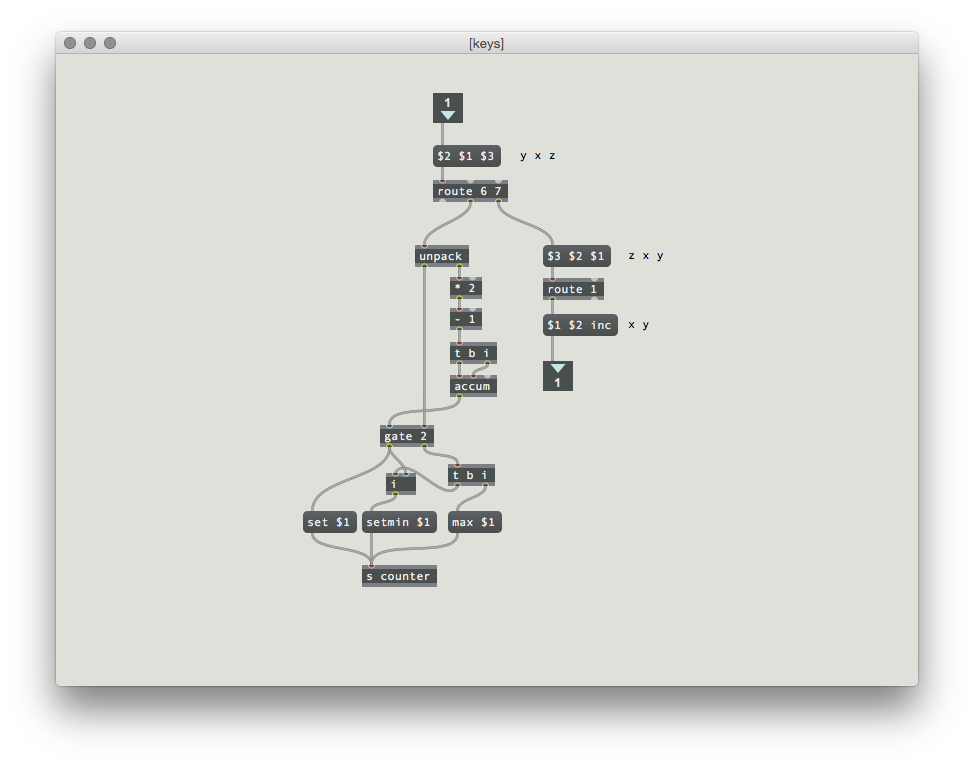 [keys]
1
$2 $1 $3
y x z
route 6 7
unpack
$3 $2 $1
z x y
* 2
route 1
- 1
$1 $2 inc
x y
t b i
accum
1
gate 2
t b i
i
set $1
setmin $1
max $1
s counter